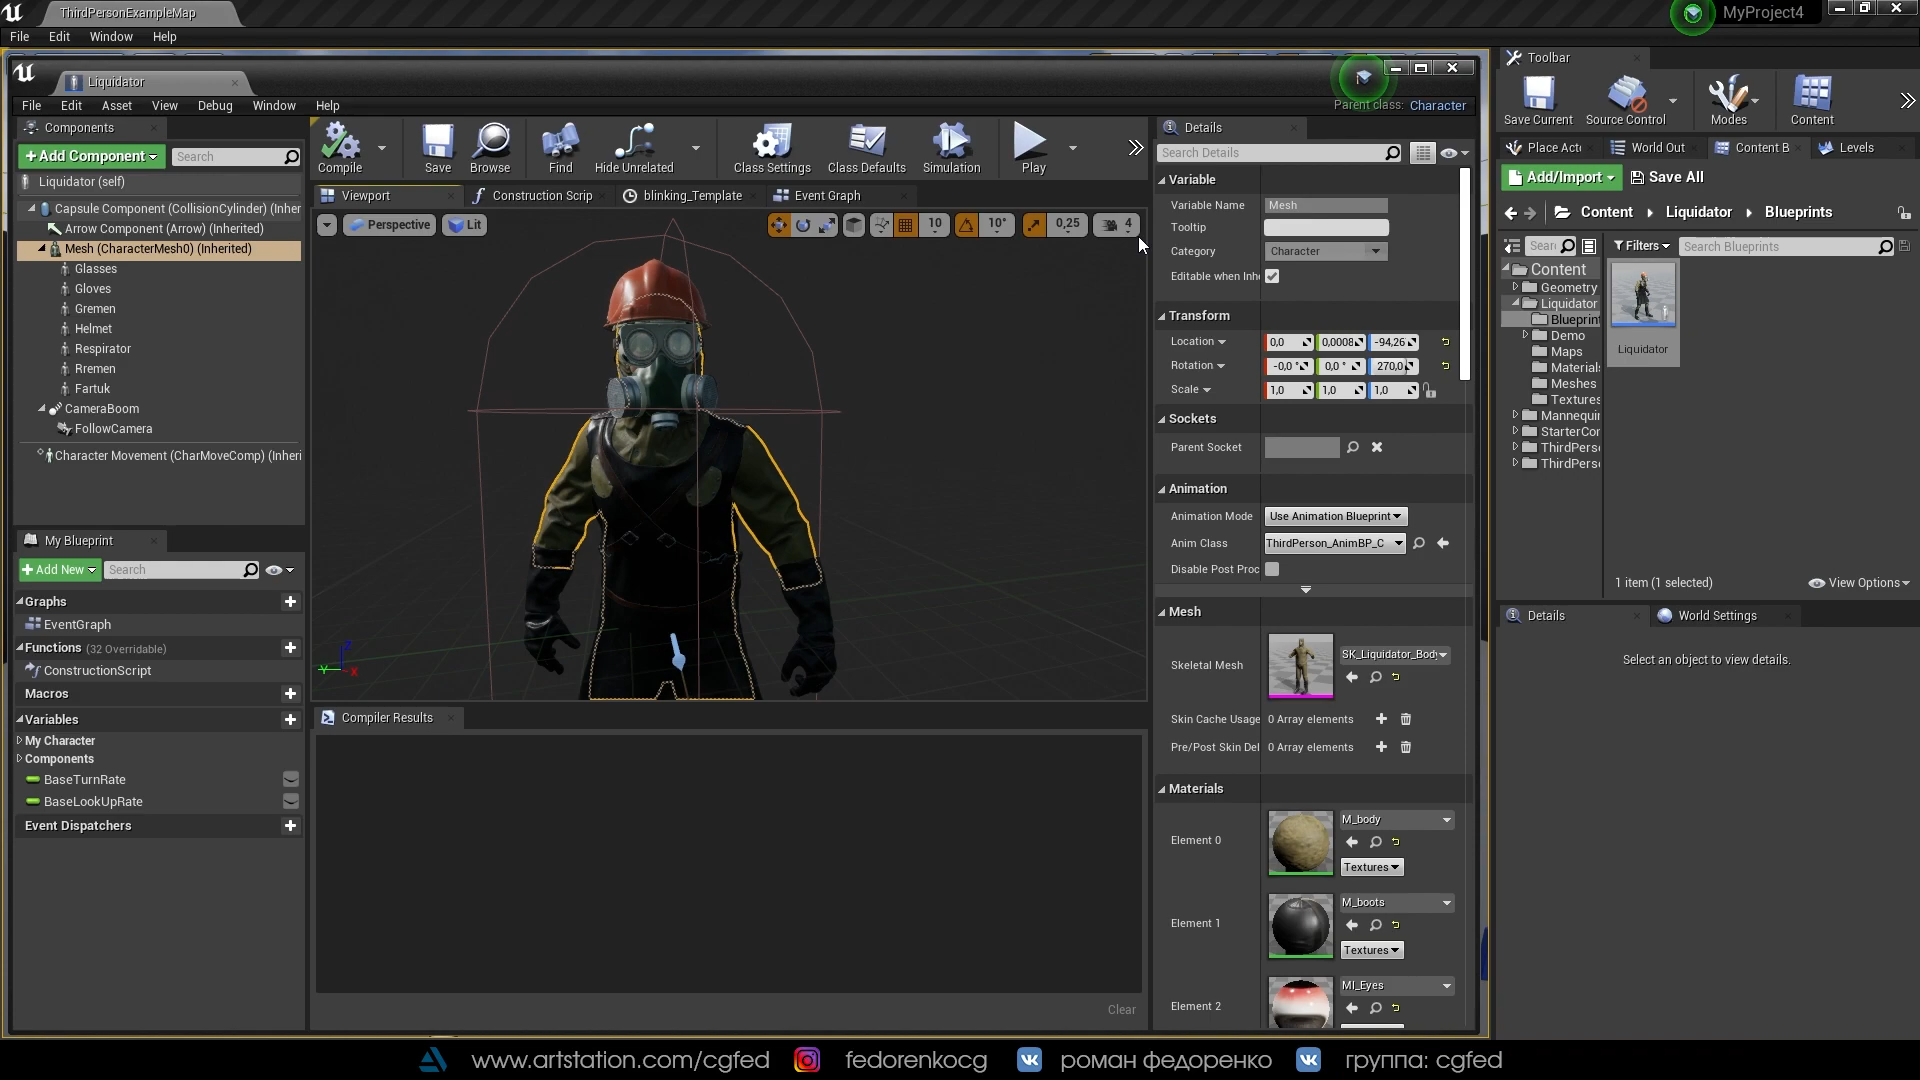 ThirdPersonExampleMap
MyProject4
File Edit Window Help
Liquidator
File Edit Asset View Debug Window Help
Parent class: Character
Components
+Add Component
Search
Liquidator (self)
Capsule Component (CollisionCylinder) (Inher
Arrow Component (Arrow) (Inherited)
Mesh (CharacterMesh0) (Inherited)
Glasses
Gloves
Gremen
Helmet
Respirator
Rremen
Fartuk
CameraBoom
FollowCamera
Character Movement (CharMoveComp) (Inheri
My Blueprint
+Add New
Search
Graphs
EventGraph
Functions (32 Overridable)
ConstructionScript
Macros
Variables
My Character
Components
BaseTurnRate
BaseLookUpRate
Event Dispatchers
Compile Save Browse Find Hide Unrelated Class Settings Class Defaults Simulation Play
Viewport Construction Scrip blinking_Template Event Graph
Perspective Lit 10 10° 0,25 4
Z
Y X
Compiler Results
Clear
Details
Search Details
Variable
Variable Name Mesh
Tooltip
Category Character
Editable when Inhe
Transform
Location 0,0 0,0008 -94,26
Rotation -0,0 ° 0,0 ° 270,0
Scale 1,0 1,0 1,0
Sockets
Parent Socket
Animation
Animation Mode Use Animation Blueprint
Anim Class ThirdPerson_AnimBP_C
Disable Post Proc
Mesh
Skeletal Mesh SK_Liquidator_Body
Skin Cache Usage 0 Array elements
Pre/Post Skin Del 0 Array elements
Materials
Element 0 M_body
Textures
Element 1 M_boots
Textures
Element 2 MI_Eyes
Toolbar
Save Current Source Control Modes Content
Place Acto World Out Content B Levels
Add/Import Save All
Content Liquidator Blueprints
Sear Filters Search Blueprints
Content
Geometry
Liquidator
Blueprint
Demo
Maps
Material
Meshes
Textures
Mannequi
StarterCon
ThirdPerso
ThirdPerso
Liquidator
1 item (1 selected) View Options
Details World Settings
Select an object to view details.
www.artstation.com/cgfed fedorenkocg роман федоренко группа: cgfed